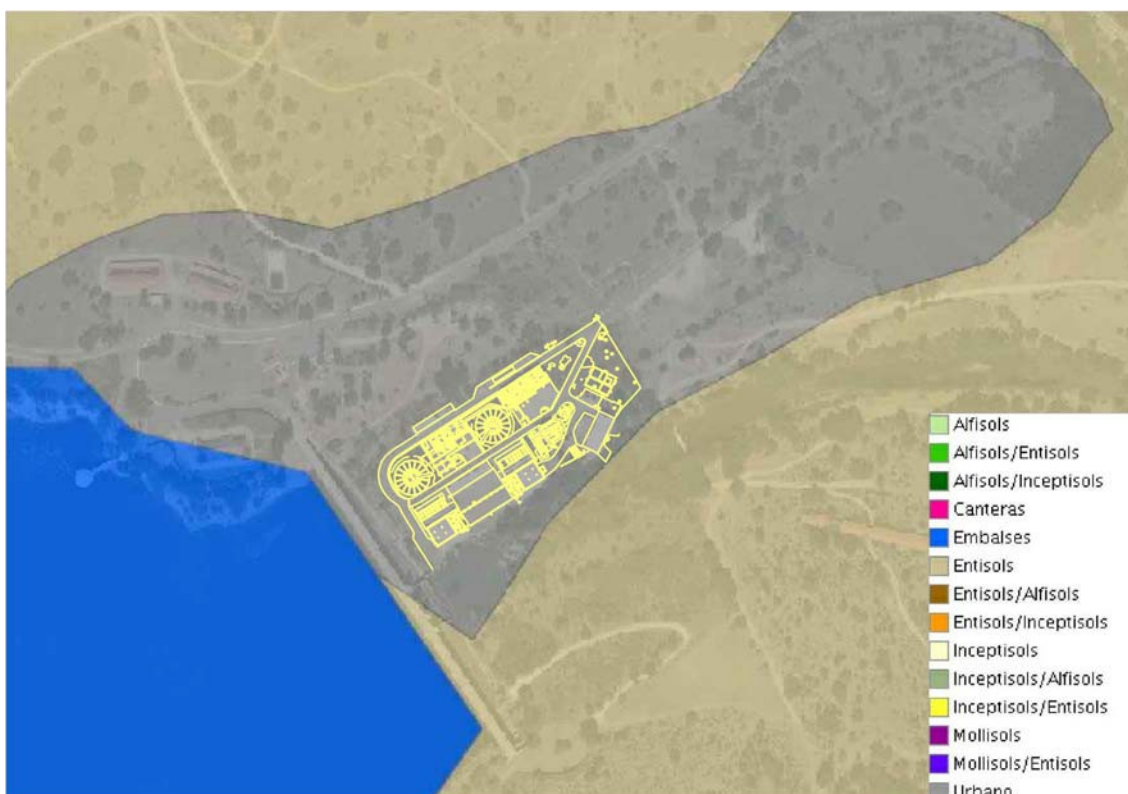 Alfisols
Alfisols/Entisols
Alfisols/Inceptisols
Canteras
Embalses
Entisols
Entisols/Alfisols
Entisols/Inceptisols
Inceptisols
Inceptisols/Alfisols
Inceptisols/Entisols
Mollisols
Mollisols/Entisols
Urbano